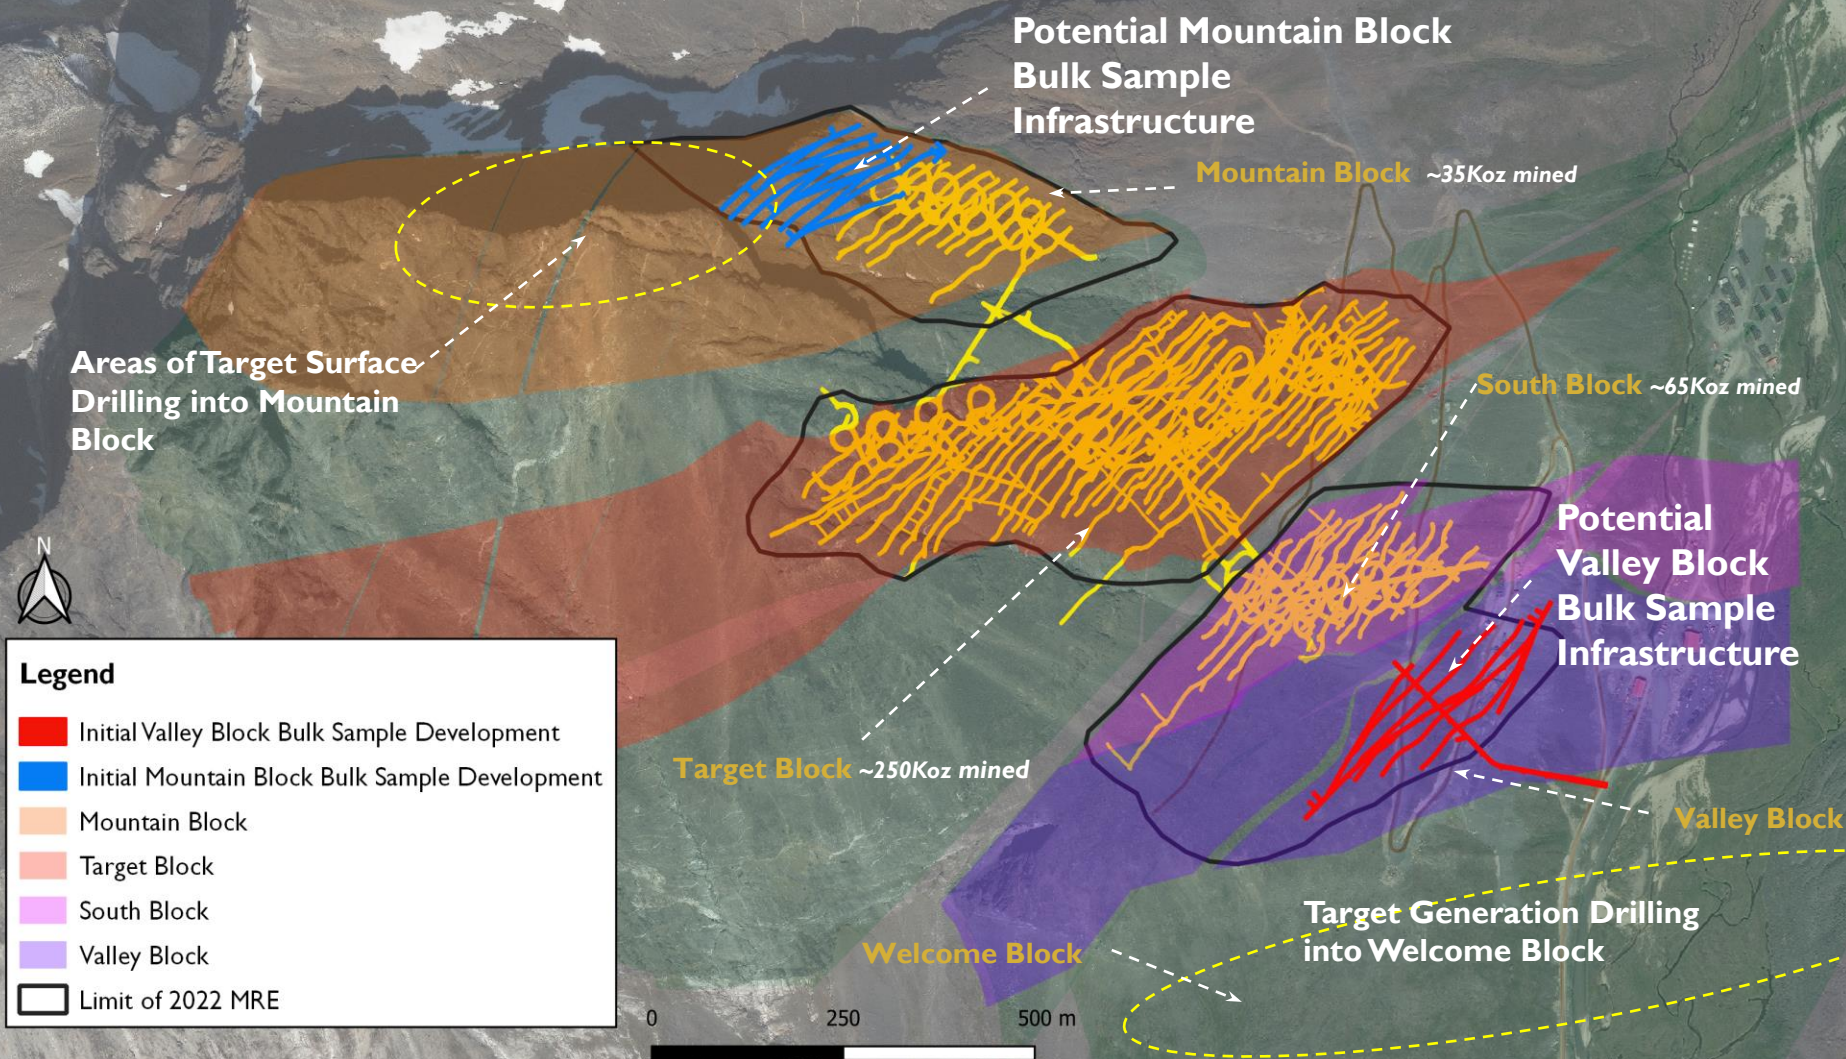 Potential Mountain Block
Bulk Sample
Infrastructure
Mountain Block ~35Koz mined
Areas of Target Surface
Drilling into Mountain
Block
South Block ~65Koz mined
Potential
Valley Block
Bulk Sample
Infrastructure
N
Target Block ~250Koz mined
Valley Block
Target Generation Drilling
into Welcome Block
Welcome Block
Legend
Initial Valley Block Bulk Sample Development
Initial Mountain Block Bulk Sample Development
Mountain Block
Target Block
South Block
Valley Block
Limit of 2022 MRE
0 250 500 m